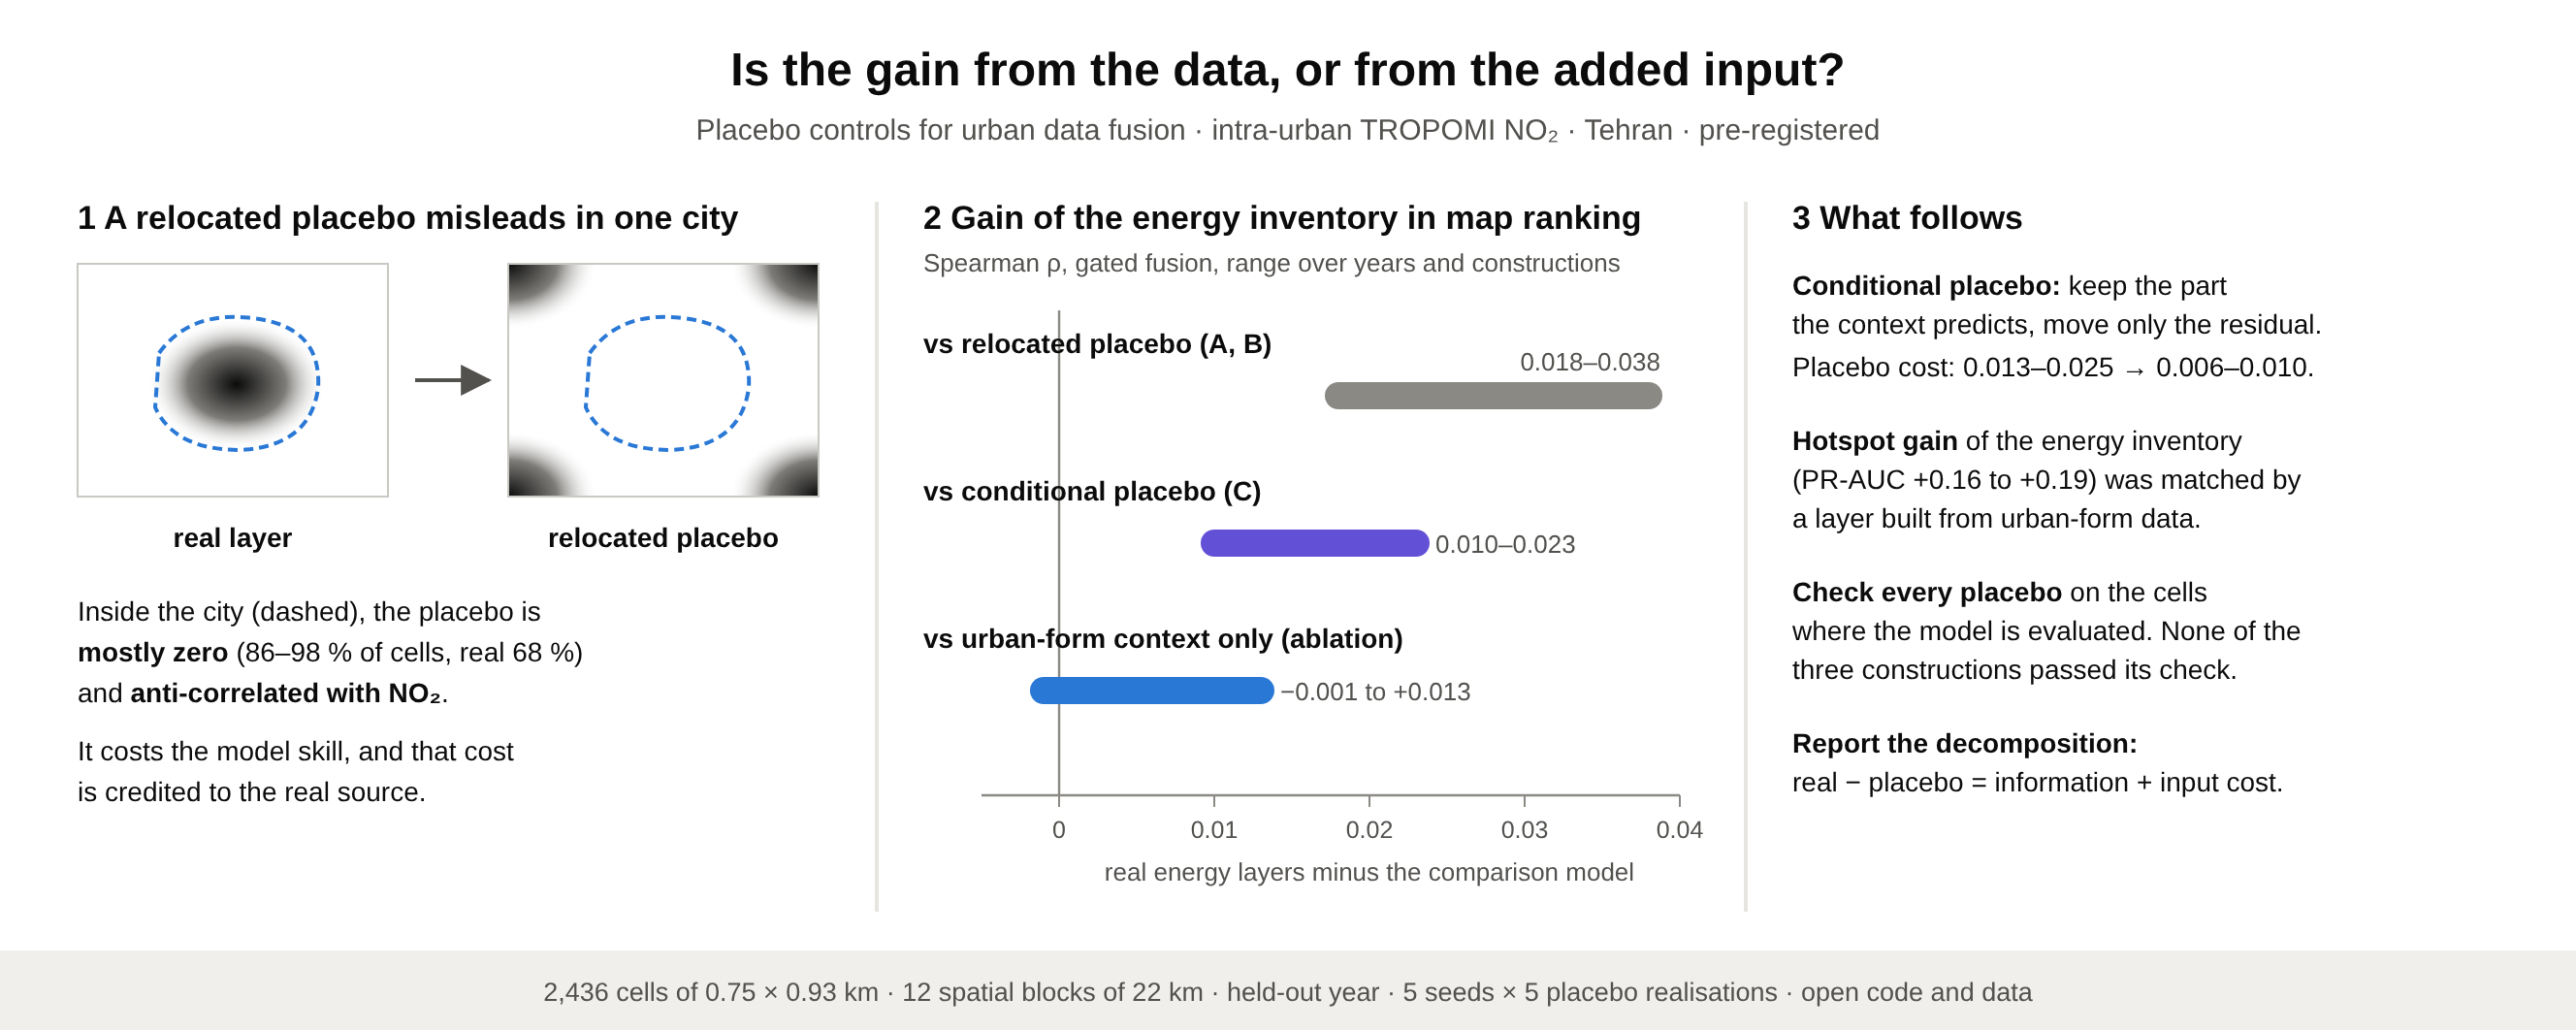 Is the gain from the data, or from the added input?
Placebo controls for urban data fusion · intra-urban TROPOMI NO₂ · Tehran · pre-registered
1 A relocated placebo misleads in one city
real layer
relocated placebo
Inside the city (dashed), the placebo is
mostly zero (86–98 % of cells, real 68 %)
and anti-correlated with NO₂.
It costs the model skill, and that cost
is credited to the real source.
2 Gain of the energy inventory in map ranking
Spearman ρ, gated fusion, range over years and constructions
vs relocated placebo (A, B)
0.018–0.038
vs conditional placebo (C)
0.010–0.023
vs urban-form context only (ablation)
−0.001 to +0.013
0 0.01 0.02 0.03 0.04
real energy layers minus the comparison model
3 What follows
Conditional placebo: keep the part
the context predicts, move only the residual.
Placebo cost: 0.013–0.025 → 0.006–0.010.
Hotspot gain of the energy inventory
(PR-AUC +0.16 to +0.19) was matched by
a layer built from urban-form data.
Check every placebo on the cells
where the model is evaluated. None of the
three constructions passed its check.
Report the decomposition:
real − placebo = information + input cost.
2,436 cells of 0.75 × 0.93 km · 12 spatial blocks of 22 km · held-out year · 5 seeds × 5 placebo realisations · open code and data